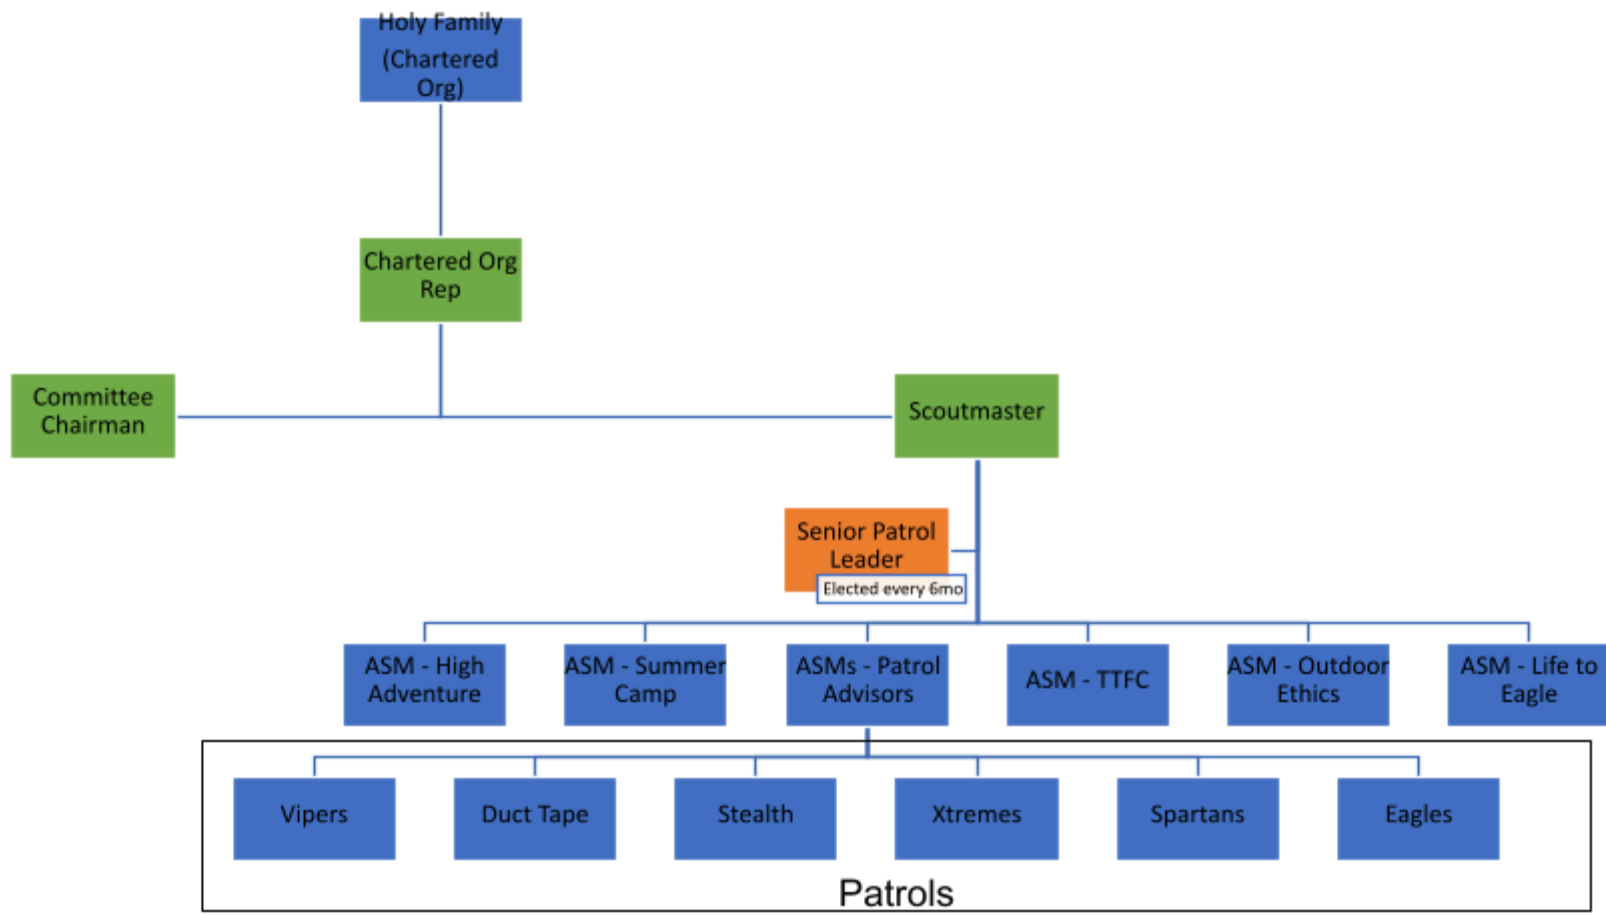 Holy Family
(Chartered
Org)
Chartered Org
Rep
Committee
Chairman
Scoutmaster
Senior Patrol
Leader
Elected every 6mo
ASM - High
Adventure
ASM - Summer
Camp
ASMs - Patrol
Advisors
ASM - TTFC
ASM - Outdoor
Ethics
ASM - Life to
Eagle
Vipers
Duct Tape
Stealth
Xtremes
Spartans
Eagles
Patrols